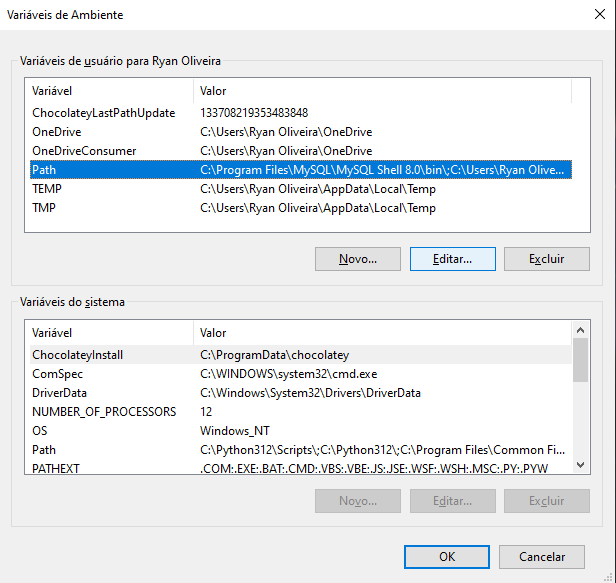 Variáveis de Ambiente
Variáveis de usuário para Ryan Oliveira
Variável Valor
ChocolateyLastPathUpdate 133708219353483848
OneDrive C:\Users\Ryan Oliveira\OneDrive
OneDriveConsumer C:\Users\Ryan Oliveira\OneDrive
Path C:\Program Files\MySQL\MySQL Shell 8.0\bin\;C:\Users\Ryan Olive...
TEMP C:\Users\Ryan Oliveira\AppData\Local\Temp
TMP C:\Users\Ryan Oliveira\AppData\Local\Temp
Novo... Editar... Excluir
Variáveis do sistema
Variável Valor
ChocolateyInstall C:\ProgramData\chocolatey
ComSpec C:\WINDOWS\system32\cmd.exe
DriverData C:\Windows\System32\Drivers\DriverData
NUMBER_OF_PROCESSORS 12
OS Windows_NT
Path C:\Python312\Scripts\;C:\Python312\;C:\Program Files\Common Fi...
PATHEXT .COM;.EXE;.BAT;.CMD;.VBS;.VBE;.JS;.JSE;.WSF;.WSH;.MSC;.PY;.PYW
Novo... Editar... Excluir
OK Cancelar